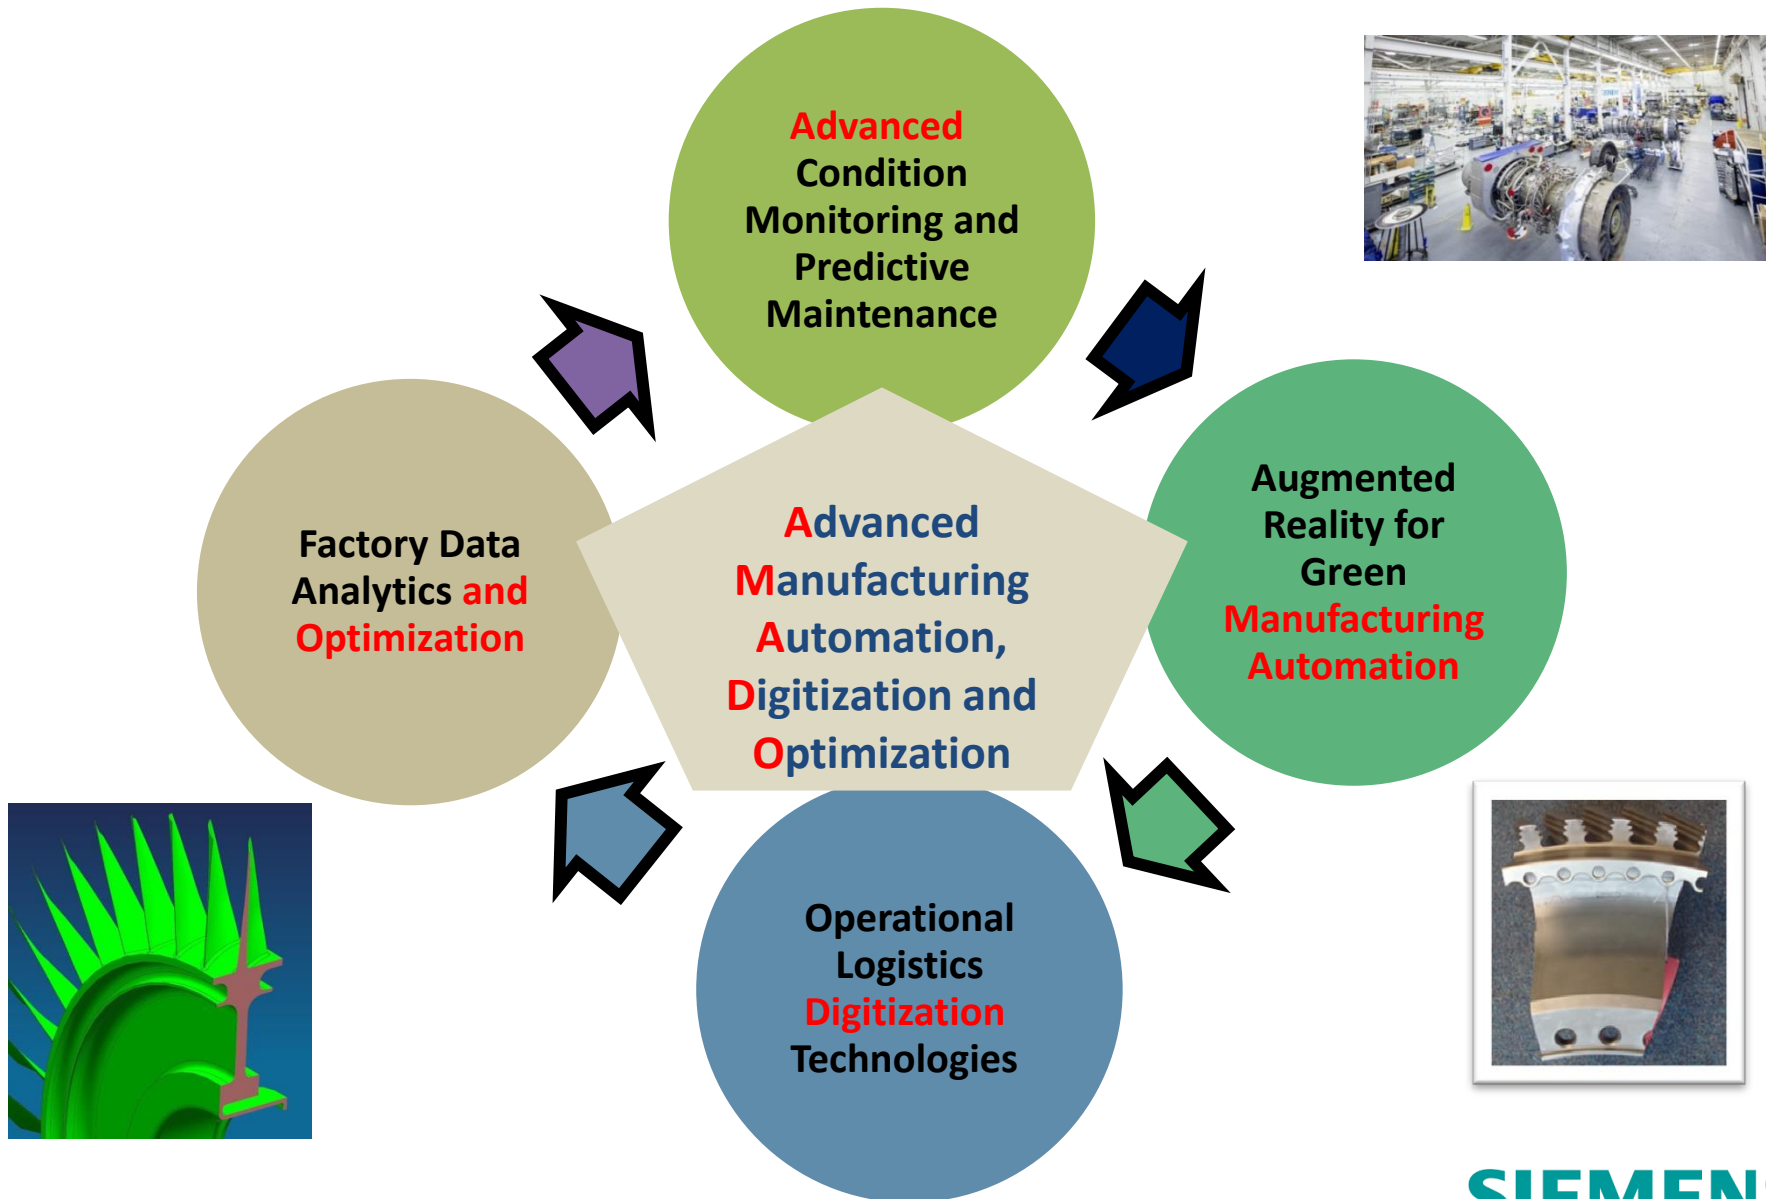 Advanced
Condition
Monitoring and
Predictive
Maintenance
Augmented
Reality for
Green
Manufacturing
Automation
Factory Data
Analytics and
Optimization
Advanced
Manufacturing
Automation,
Digitization and
Optimization
Operational
Logistics
Digitization
Technologies
SIEMENS